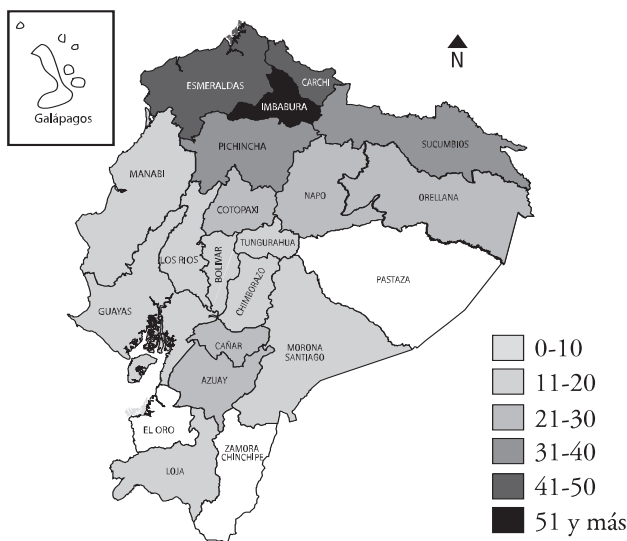 Galápagos
N
ESMERALDAS
CARCHI
IMBABURA
PICHINCHA
SUCUMBIOS
MANABI
NAPO
ORELLANA
COTOPAXI
TUNGURAHUA
LOS RIOS
BOLIVAR
PASTAZA
CHIMBORAZO
GUAYAS
CAÑAR
MORONA
SANTIAGO
AZUAY
EL ORO
ZAMORA
CHINCHIPE
LOJA
0-10
11-20
21-30
31-40
41-50
51 y más